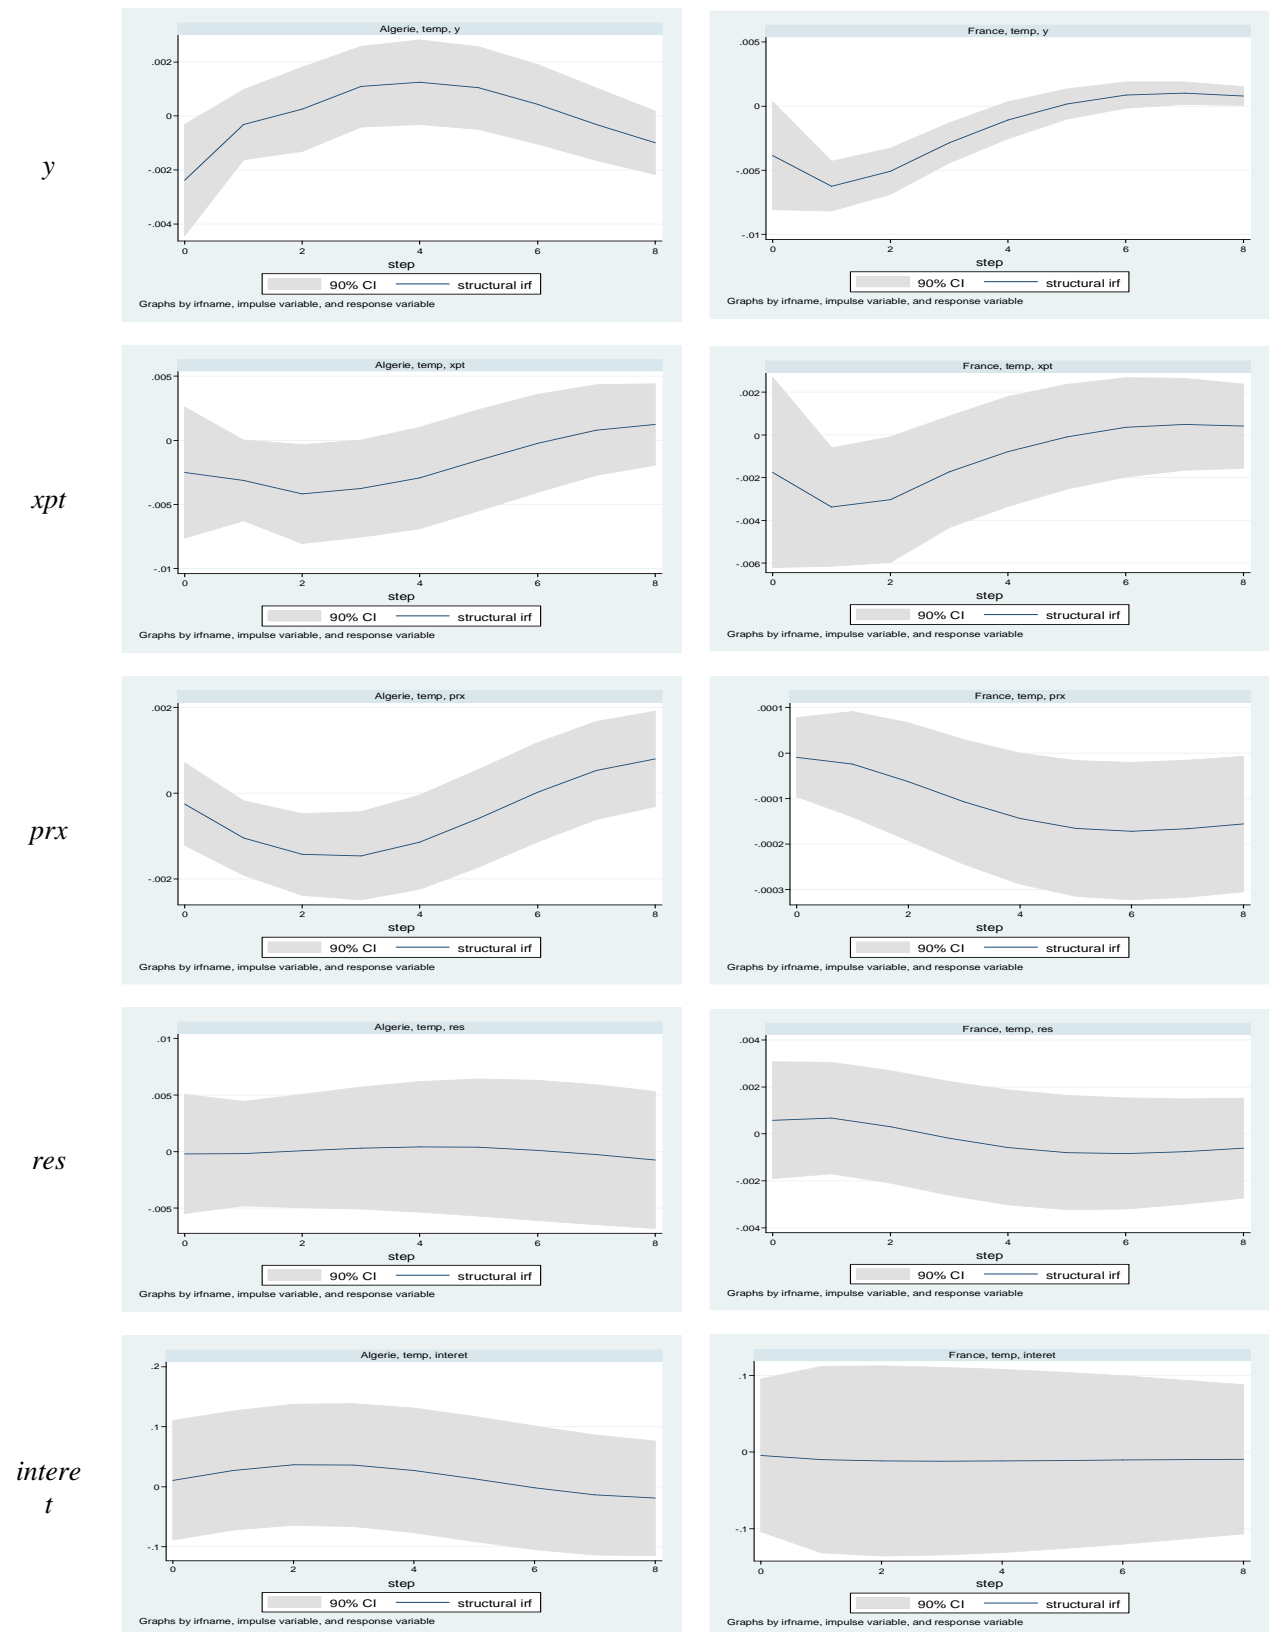 y
Algerie, temp, y
.002
0
-.002
-.004
0 2 4 6 8
step
90% CI structural irf
Graphs by irfname, impulse variable, and response variable
France, temp, y
.005
0
-.005
-.01
0 2 4 6 8
step
90% CI structural irf
Graphs by irfname, impulse variable, and response variable
xpt
Algerie, temp, xpt
.005
0
-.005
-.01
0 2 4 6 8
step
90% CI structural irf
Graphs by irfname, impulse variable, and response variable
France, temp, xpt
.002
0
-.002
-.004
-.006
0 2 4 6 8
step
90% CI structural irf
Graphs by irfname, impulse variable, and response variable
prx
Algerie, temp, prx
.002
0
-.002
0 2 4 6 8
step
90% CI structural irf
Graphs by irfname, impulse variable, and response variable
France, temp, prx
.0001
0
-.0001
-.0002
-.0003
0 2 4 6 8
step
90% CI structural irf
Graphs by irfname, impulse variable, and response variable
res
Algerie, temp, res
.01
.005
0
-.005
0 2 4 6 8
step
90% CI structural irf
Graphs by irfname, impulse variable, and response variable
France, temp, res
.004
.002
0
-.002
-.004
0 2 4 6 8
step
90% CI structural irf
Graphs by irfname, impulse variable, and response variable
intere
t
Algerie, temp, interet
.2
.1
0
-.1
0 2 4 6 8
step
90% CI structural irf
Graphs by irfname, impulse variable, and response variable
France, temp, interet
.1
0
-.1
0 2 4 6 8
step
90% CI structural irf
Graphs by irfname, impulse variable, and response variable